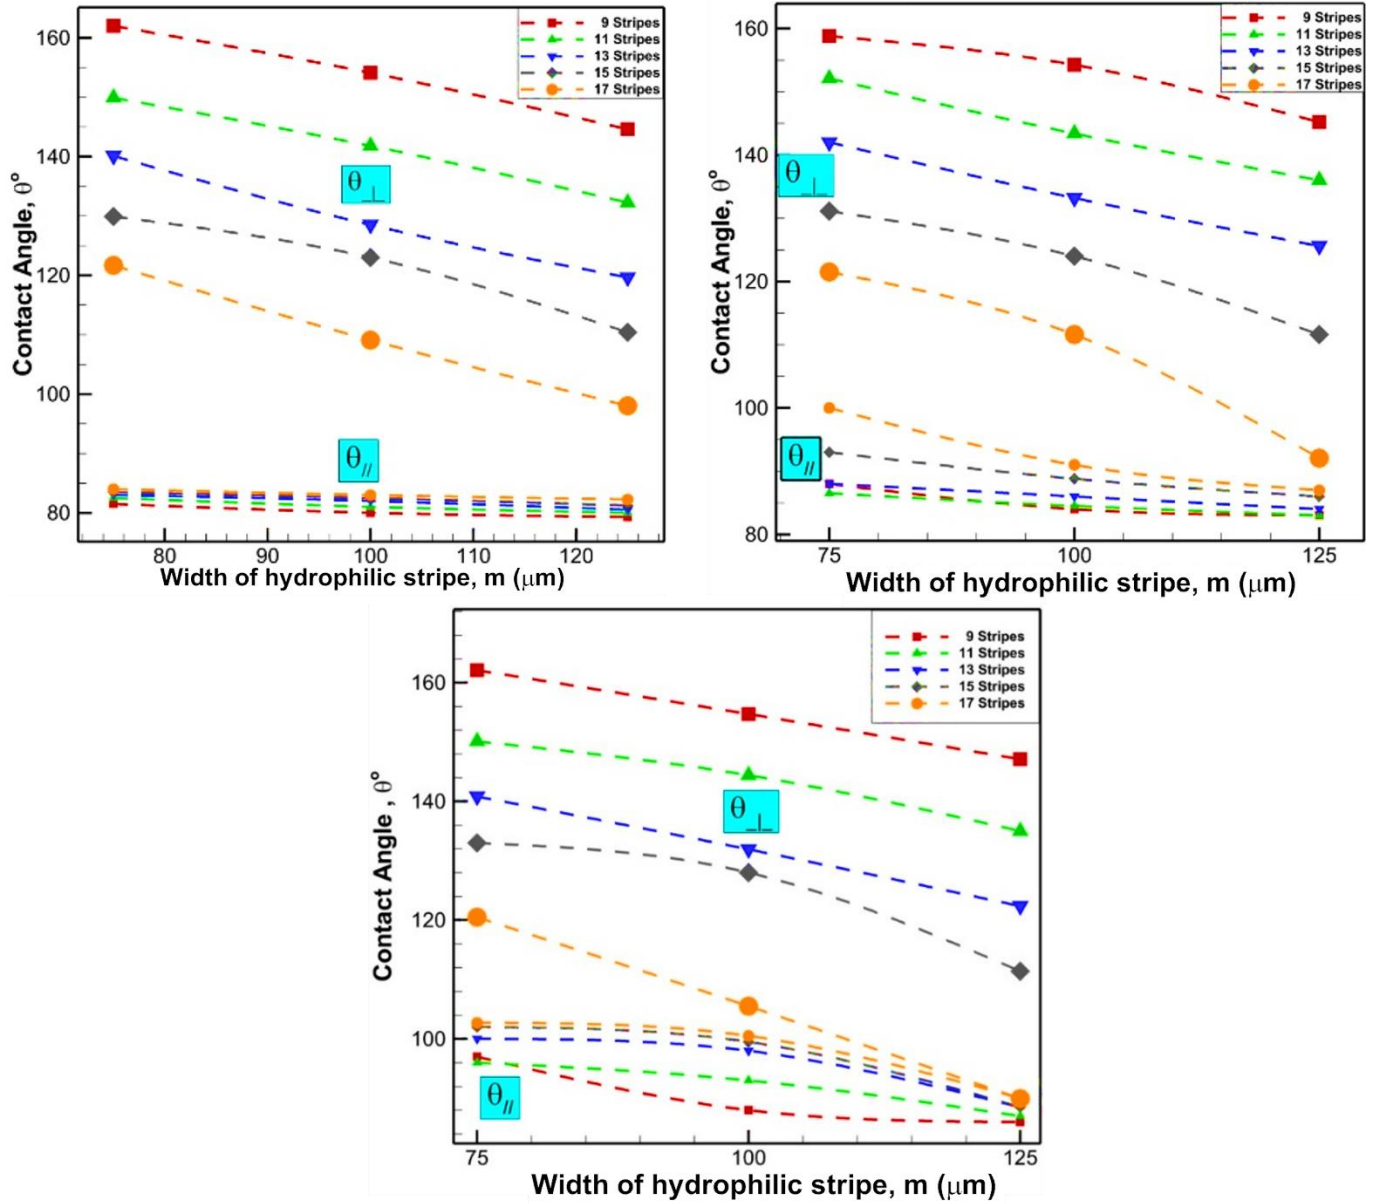 160
140
120
100
80
Contact Angle, θ°
9 Stripes
11 Stripes
13 Stripes
15 Stripes
17 Stripes
θ⊥
θ//
80 90 100 110 120
Width of hydrophilic stripe, m (μm)
160
140
120
100
80
Contact Angle, θ°
9 Stripes
11 Stripes
13 Stripes
15 Stripes
17 Stripes
θ⊥
θ//
75 100 125
Width of hydrophilic stripe, m (μm)
160
140
120
100
Contact Angle , θ°
9 Stripes
11 Stripes
13 Stripes
15 Stripes
17 Stripes
θ⊥
θ//
75 100 125
Width of hydrophilic stripe, m (μm)